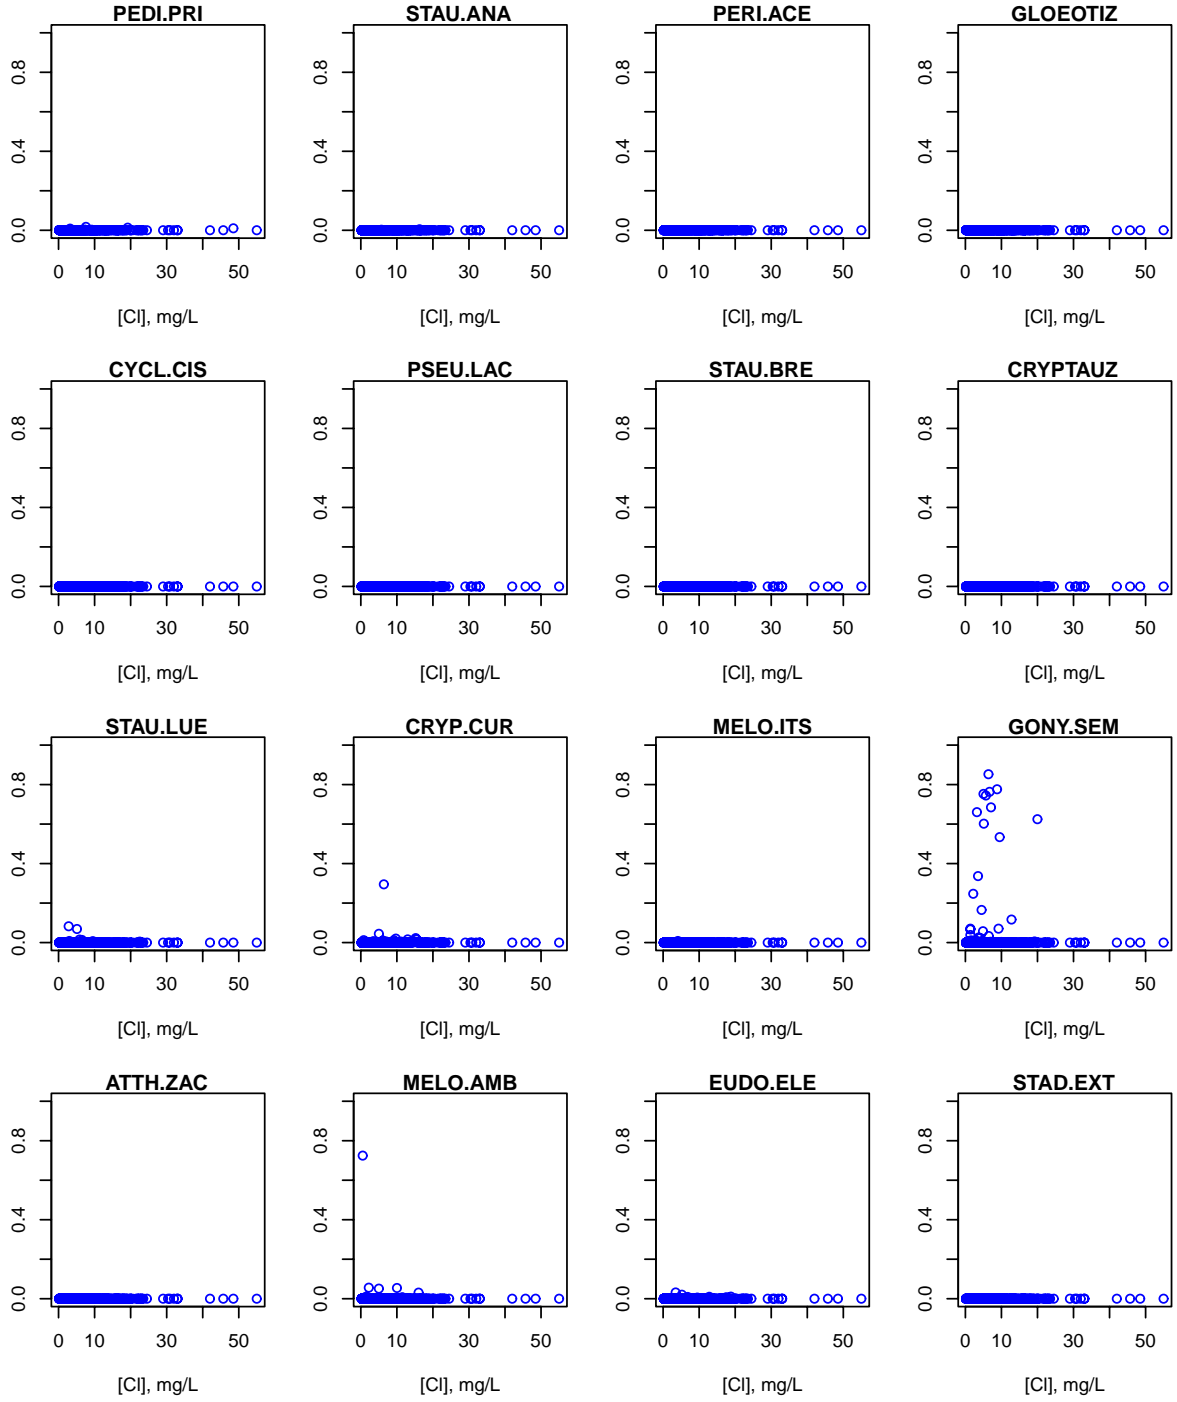 PEDI.PRI STAU.ANA PERI.ACE GLOEOTIZ
0.8 0.8 0.8 0.8
0.4 0.4 0.4 0.4
0.0 0.0 0.0 0.0
0 10 30 50 0 10 30 50 0 10 30 50 0 10 30 50
[Cl], mg/L [Cl], mg/L [Cl], mg/L [Cl], mg/L
CYCL.CIS PSEU.LAC STAU.BRE CRYPTAUZ
0.8 0.8 0.8 0.8
0.4 0.4 0.4 0.4
0.0 0.0 0.0 0.0
0 10 30 50 0 10 30 50 0 10 30 50 0 10 30 50
[Cl], mg/L [Cl], mg/L [Cl], mg/L [Cl], mg/L
STAU.LUE CRYP.CUR MELO.ITS GONY.SEM
0.8 0.8 0.8 0.8
0.4 0.4 0.4 0.4
0.0 0.0 0.0 0.0
0 10 30 50 0 10 30 50 0 10 30 50 0 10 30 50
[Cl], mg/L [Cl], mg/L [Cl], mg/L [Cl], mg/L
ATTH.ZAC MELO.AMB EUDO.ELE STAD.EXT
0.8 0.8 0.8 0.8
0.4 0.4 0.4 0.4
0.0 0.0 0.0 0.0
0 10 30 50 0 10 30 50 0 10 30 50 0 10 30 50
[Cl], mg/L [Cl], mg/L [Cl], mg/L [Cl], mg/L